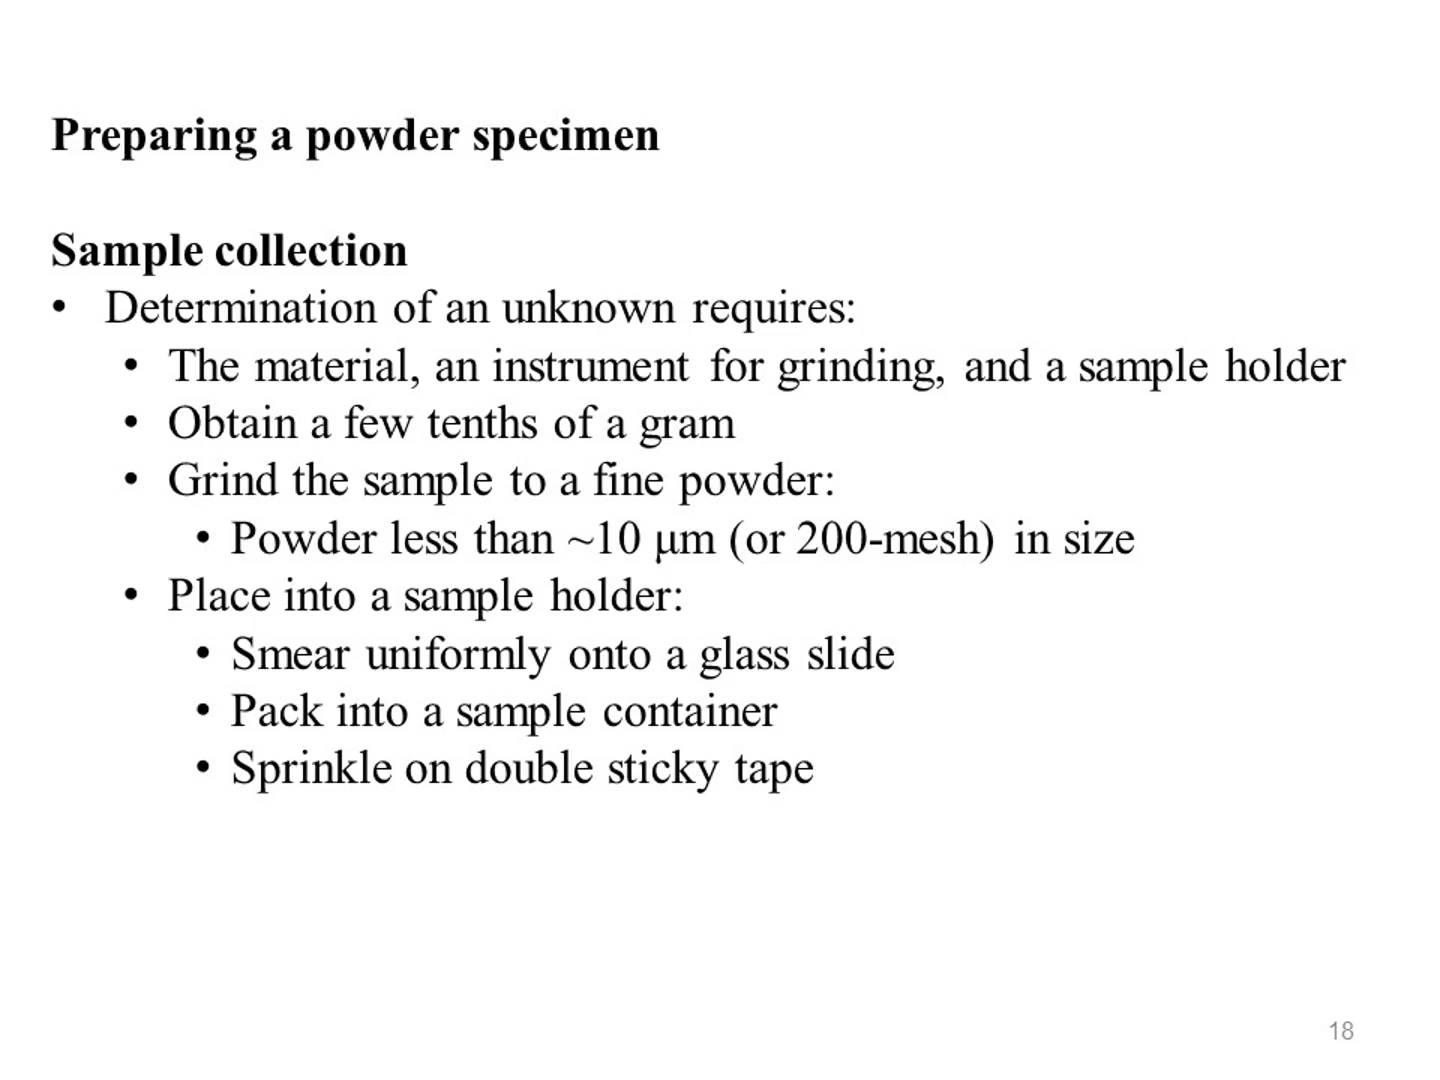 Preparing a powder specimen
Sample collection
• Determination of an unknown requires:
• The material, an instrument for grinding, and a sample holder
• Obtain a few tenths of a gram
• Grind the sample to a fine powder:
• Powder less than ~10 μm (or 200-mesh) in size
• Place into a sample holder:
• Smear uniformly onto a glass slide
• Pack into a sample container
• Sprinkle on double sticky tape
18